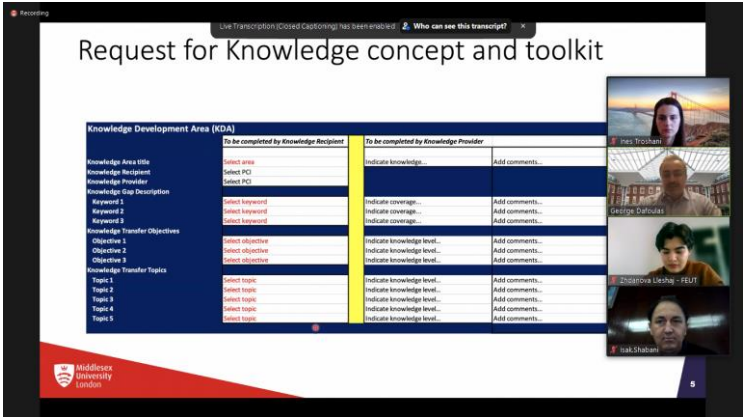 Recording
Live Transcription (Closed Captioning) has been enabled Who can see this transcript? ×
Request for Knowledge concept and toolkit
Knowledge Development Area (KDA)
To be completed by Knowledge Recipient To be completed by Knowledge Provider
Knowledge Area title Select area Indicate knowledge... Add comments...
Knowledge Recipient Select PCI
Knowledge Provider Select PCI
Knowledge Gap Description
Keyword 1 Select keyword Indicate coverage... Add comments...
Keyword 2 Select keyword Indicate coverage... Add comments...
Keyword 3 Select keyword Indicate coverage... Add comments...
Knowledge Transfer Objectives
Objective 1 Select objective Indicate knowledge level... Add comments...
Objective 2 Select objective Indicate knowledge level... Add comments...
Objective 3 Select objective Indicate knowledge level... Add comments...
Knowledge Transfer Topics
Topic 1 Select topic Indicate knowledge level... Add comments...
Topic 2 Select topic Indicate knowledge level... Add comments...
Topic 3 Select topic Indicate knowledge level... Add comments...
Topic 4 Select topic Indicate knowledge level... Add comments...
Topic 5 Select topic Indicate knowledge level... Add comments...
Ines Troshani
George Dafoulas
Zhdanova Lleshaj - FEUT
Isak.Shabani
Middlesex
University
London
5